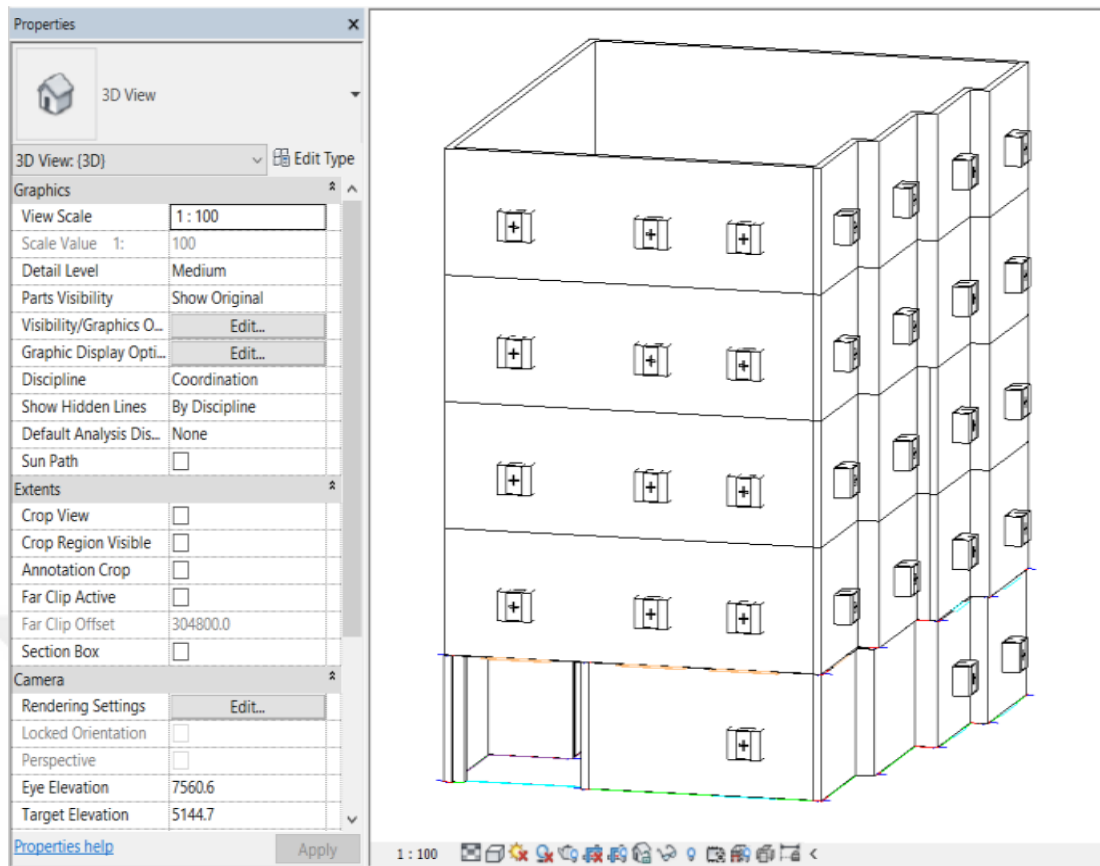 Properties
3D View
3D View: {3D} Edit Type
Graphics
View Scale 1 : 100
Scale Value 1: 100
Detail Level Medium
Parts Visibility Show Original
Visibility/Graphics O... Edit...
Graphic Display Opti... Edit...
Discipline Coordination
Show Hidden Lines By Discipline
Default Analysis Dis... None
Sun Path
Extents
Crop View
Crop Region Visible
Annotation Crop
Far Clip Active
Far Clip Offset 304800.0
Section Box
Camera
Rendering Settings Edit...
Locked Orientation
Perspective
Eye Elevation 7560.6
Target Elevation 5144.7
Properties help Apply
1 : 100